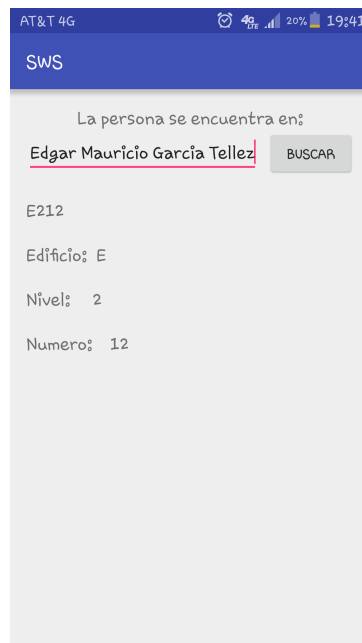 AT&T 4G 4G LTE 20% 19:41
SWS
La persona se encuentra en:
Edgar Mauricio Garcia Tellez BUSCAR
E212
Edificio: E
Nivel: 2
Numero: 12